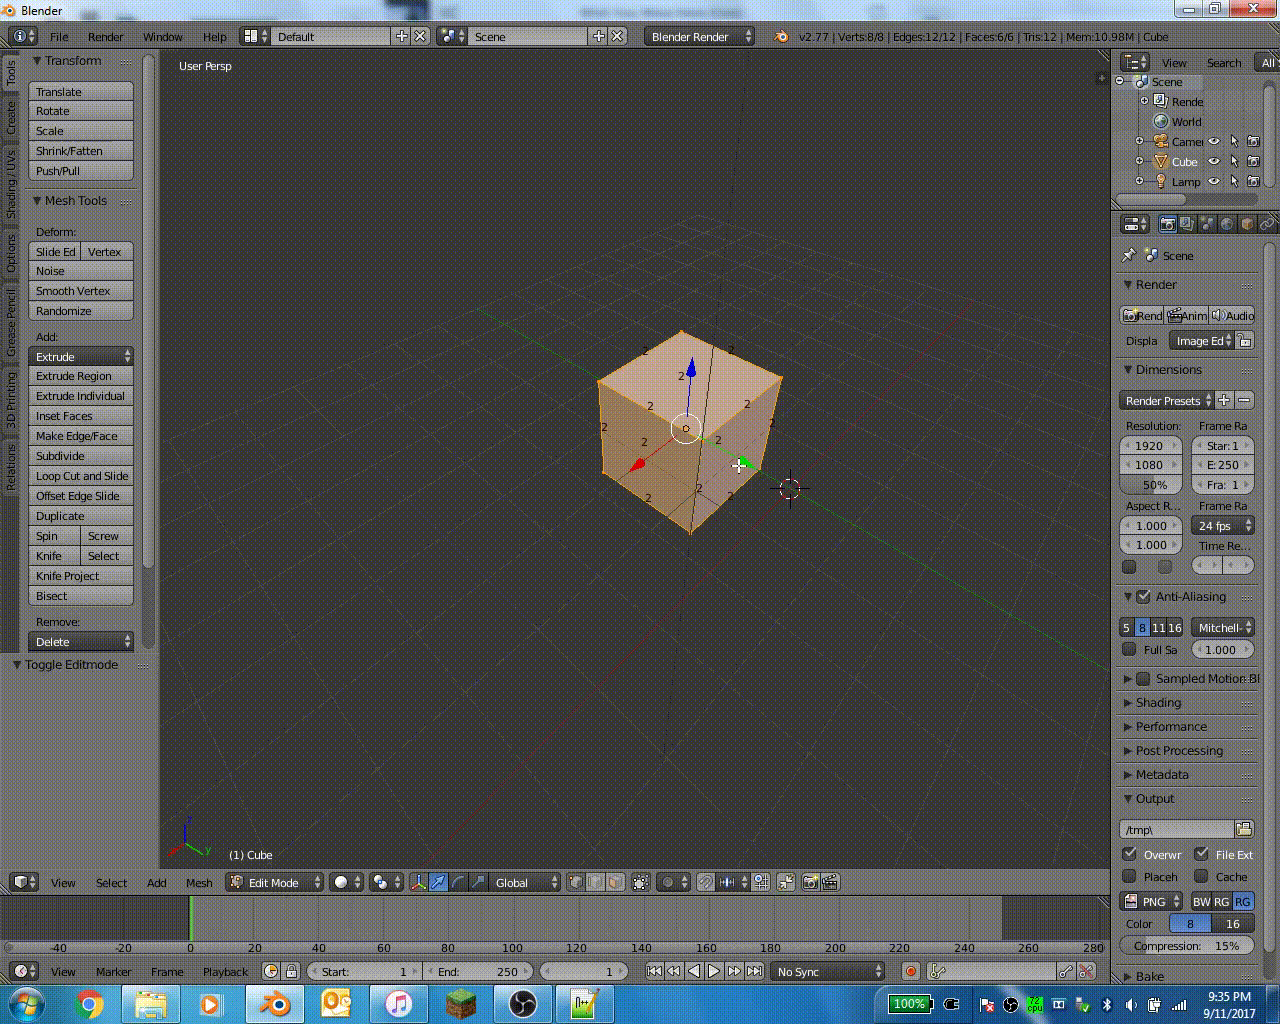 Blender
File Render Window Help Default Scene Blender Render v2.77 | Verts:8/8 | Edges:12/12 | Faces:6/6 | Tris:12 | Mem:10.98M | Cube
Tools
Create
Shading / UVs
Options
Grease Pencil
3D Printing
Relations
Transform
Translate
Rotate
Scale
Shrink/Fatten
Push/Pull
Mesh Tools
Deform:
Slide Ed Vertex
Noise
Smooth Vertex
Randomize
Add:
Extrude
Extrude Region
Extrude Individual
Inset Faces
Make Edge/Face
Subdivide
Loop Cut and Slide
Offset Edge Slide
Duplicate
Spin Screw
Knife Select
Knife Project
Bisect
Remove:
Delete
Toggle Editmode
User Persp
2
2
2
2
2
2
2
2
2
2
2
2
z
y
(1) Cube
View Search All
Scene
Rende
World
Camer
Cube
Lamp
Scene
Render
Rend Anim Audio
Displa Image Ed
Dimensions
Render Presets
Resolution: Frame Ra
1920 Star: 1
1080 E: 250
50% Fra: 1
Aspect R... Frame Ra
1.000 24 fps
1.000 Time Re...
Anti-Aliasing
5 8 11 16 Mitchell-
Full Sa 1.000
Sampled Motion Bl
Shading
Performance
Post Processing
Metadata
Output
/tmp\
Overwr File Ext
Placeh Cache
PNG BW RG RG
Color 8 16
Compression: 15%
Bake
View Select Add Mesh Edit Mode Global
-40 -20 0 20 40 60 80 100 120 140 160 180 200 220 240 260 280
View Marker Frame Playback Start: 1 End: 250 1 No Sync
100% 9:35 PM
9/11/2017